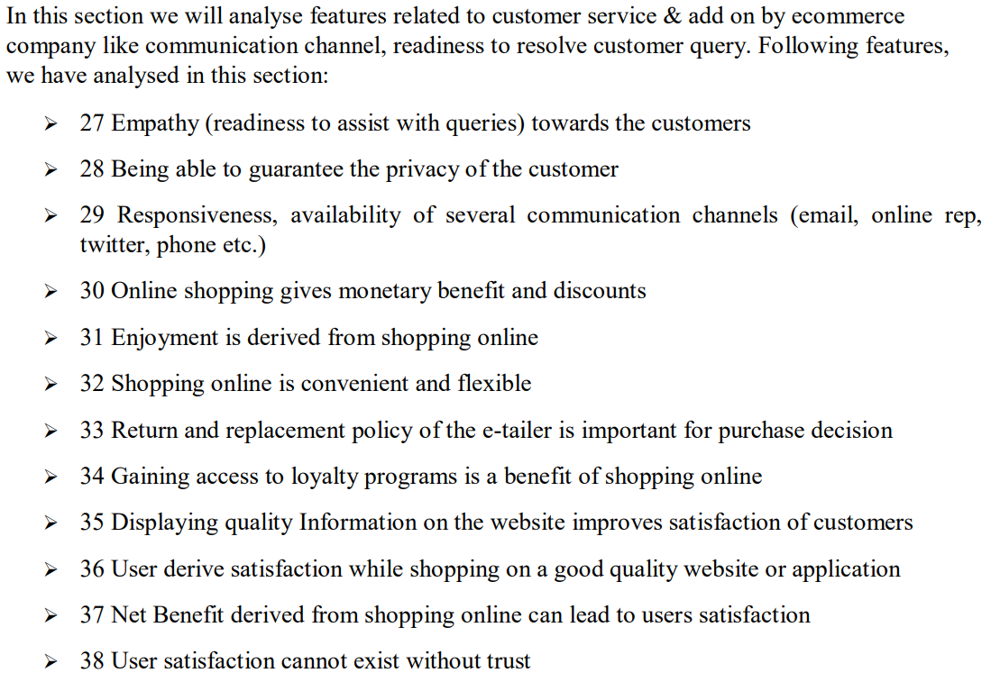 In this section we will analyse features related to customer service & add on by ecommerce
company like communication channel, readiness to resolve customer query. Following features,
we have analysed in this section:
➢ 27 Empathy (readiness to assist with queries) towards the customers
➢ 28 Being able to guarantee the privacy of the customer
➢ 29 Responsiveness, availability of several communication channels (email, online rep,
twitter, phone etc.)
➢ 30 Online shopping gives monetary benefit and discounts
➢ 31 Enjoyment is derived from shopping online
➢ 32 Shopping online is convenient and flexible
➢ 33 Return and replacement policy of the e-tailer is important for purchase decision
➢ 34 Gaining access to loyalty programs is a benefit of shopping online
➢ 35 Displaying quality Information on the website improves satisfaction of customers
➢ 36 User derive satisfaction while shopping on a good quality website or application
➢ 37 Net Benefit derived from shopping online can lead to users satisfaction
➢ 38 User satisfaction cannot exist without trust